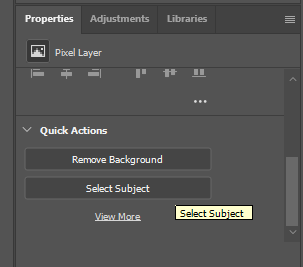 Properties Adjustments Libraries
Pixel Layer
Quick Actions
Remove Background
Select Subject
View More
Select Subject